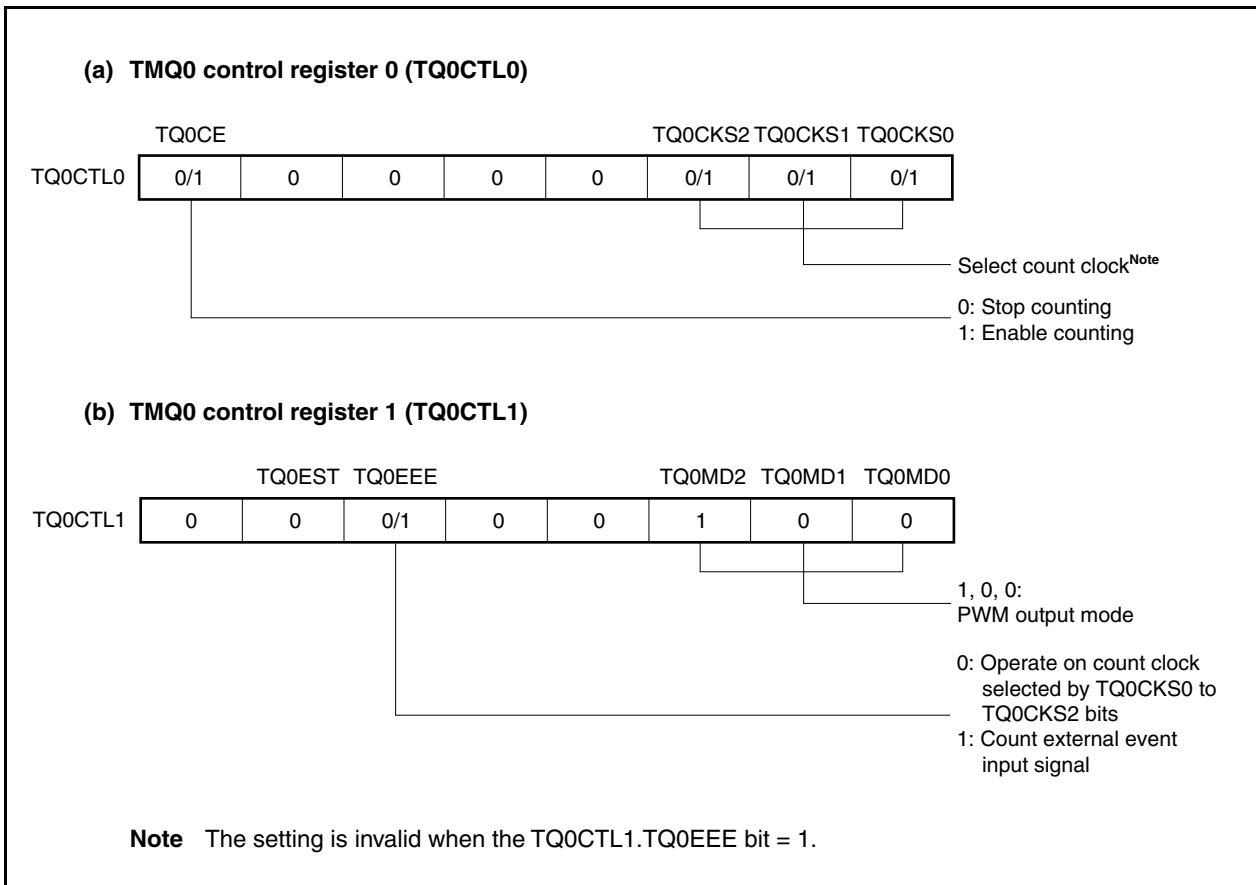 (a) TMQ0 control register 0 (TQ0CTL0)
TQ0CE TQ0CKS2 TQ0CKS1 TQ0CKS0
TQ0CTL0 0/1 0 0 0 0 0/1 0/1 0/1
Select count clockNote
0: Stop counting
1: Enable counting
(b) TMQ0 control register 1 (TQ0CTL1)
TQ0EST TQ0EEE TQ0MD2 TQ0MD1 TQ0MD0
TQ0CTL1 0 0 0/1 0 0 1 0 0
1, 0, 0:
PWM output mode
0: Operate on count clock
selected by TQ0CKS0 to
TQ0CKS2 bits
1: Count external event
input signal
Note The setting is invalid when the TQ0CTL1.TQ0EEE bit = 1.